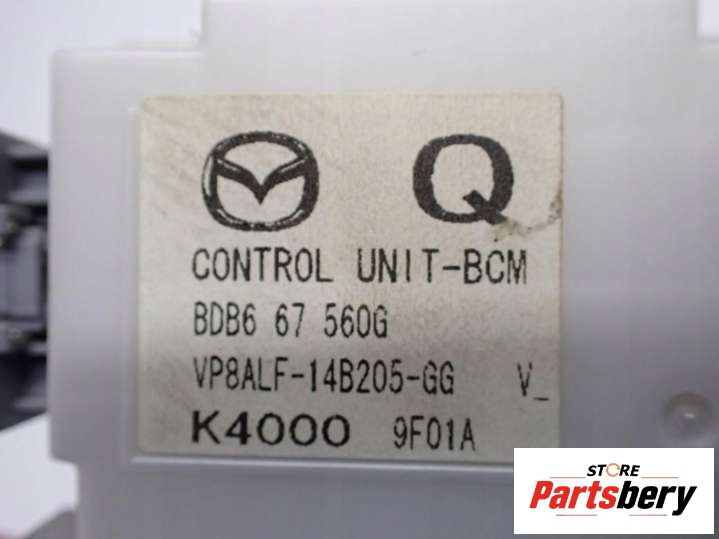 Q
CONTROL UNIT-BCM
BDB6 67 560G
VP8ALF-14B205-GG V_
K4000 9F01A
STORE
Partsbery